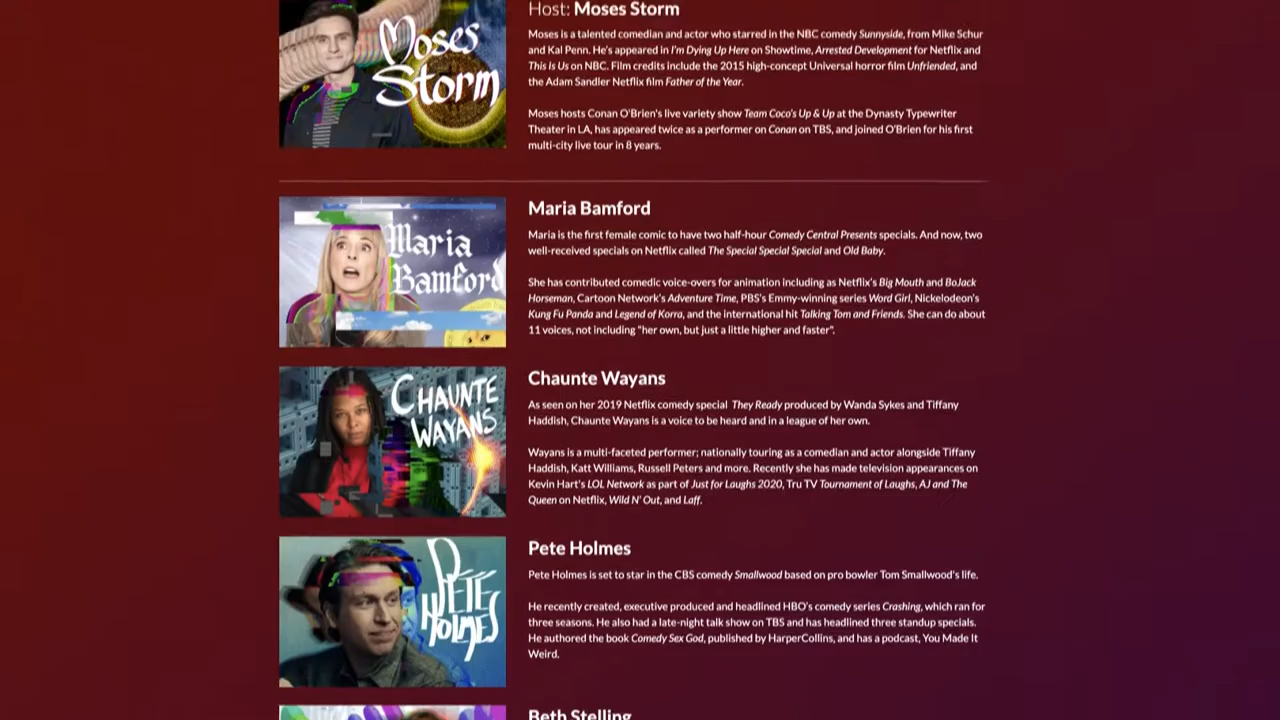 Moses
Storm
Host: Moses Storm
Moses is a talented comedian and actor who starred in the NBC comedy Sunnyside, from Mike Schur
and Kal Penn. He's appeared in I'm Dying Up Here on Showtime, Arrested Development for Netflix and
This Is Us on NBC. Film credits include the 2015 high-concept Universal horror film Unfriended, and
the Adam Sandler Netflix film Father of the Year.
Moses hosts Conan O'Brien's live variety show Team Coco's Up & Up at the Dynasty Typewriter
Theater in LA, has appeared twice as a performer on Conan on TBS, and joined O'Brien for his first
multi-city live tour in 8 years.
Maria
Bamford
Maria Bamford
Maria is the first female comic to have two half-hour Comedy Central Presents specials. And now, two
well-received specials on Netflix called The Special Special Special and Old Baby.
She has contributed comedic voice-overs for animation including as Netflix's Big Mouth and BoJack
Horseman, Cartoon Network's Adventure Time, PBS's Emmy-winning series Word Girl, Nickelodeon's
Kung Fu Panda and Legend of Korra, and the international hit Talking Tom and Friends. She can do about
11 voices, not including "her own, but just a little higher and faster".
CHAUNTE
WAYANS
Chaunte Wayans
As seen on her 2019 Netflix comedy special They Ready produced by Wanda Sykes and Tiffany
Haddish, Chaunte Wayans is a voice to be heard and in a league of her own.
Wayans is a multi-faceted performer; nationally touring as a comedian and actor alongside Tiffany
Haddish, Katt Williams, Russell Peters and more. Recently she has made television appearances on
Kevin Hart's LOL Network as part of Just for Laughs 2020, Tru TV Tournament of Laughs, AJ and The
Queen on Netflix, Wild N' Out, and Laff.
PETE
HOLMES
Pete Holmes
Pete Holmes is set to star in the CBS comedy Smallwood based on pro bowler Tom Smallwood's life.
He recently created, executive produced and headlined HBO's comedy series Crashing, which ran for
three seasons. He also had a late-night talk show on TBS and has headlined three standup specials.
He authored the book Comedy Sex God, published by HarperCollins, and has a podcast, You Made It
Weird.
Beth Stelling